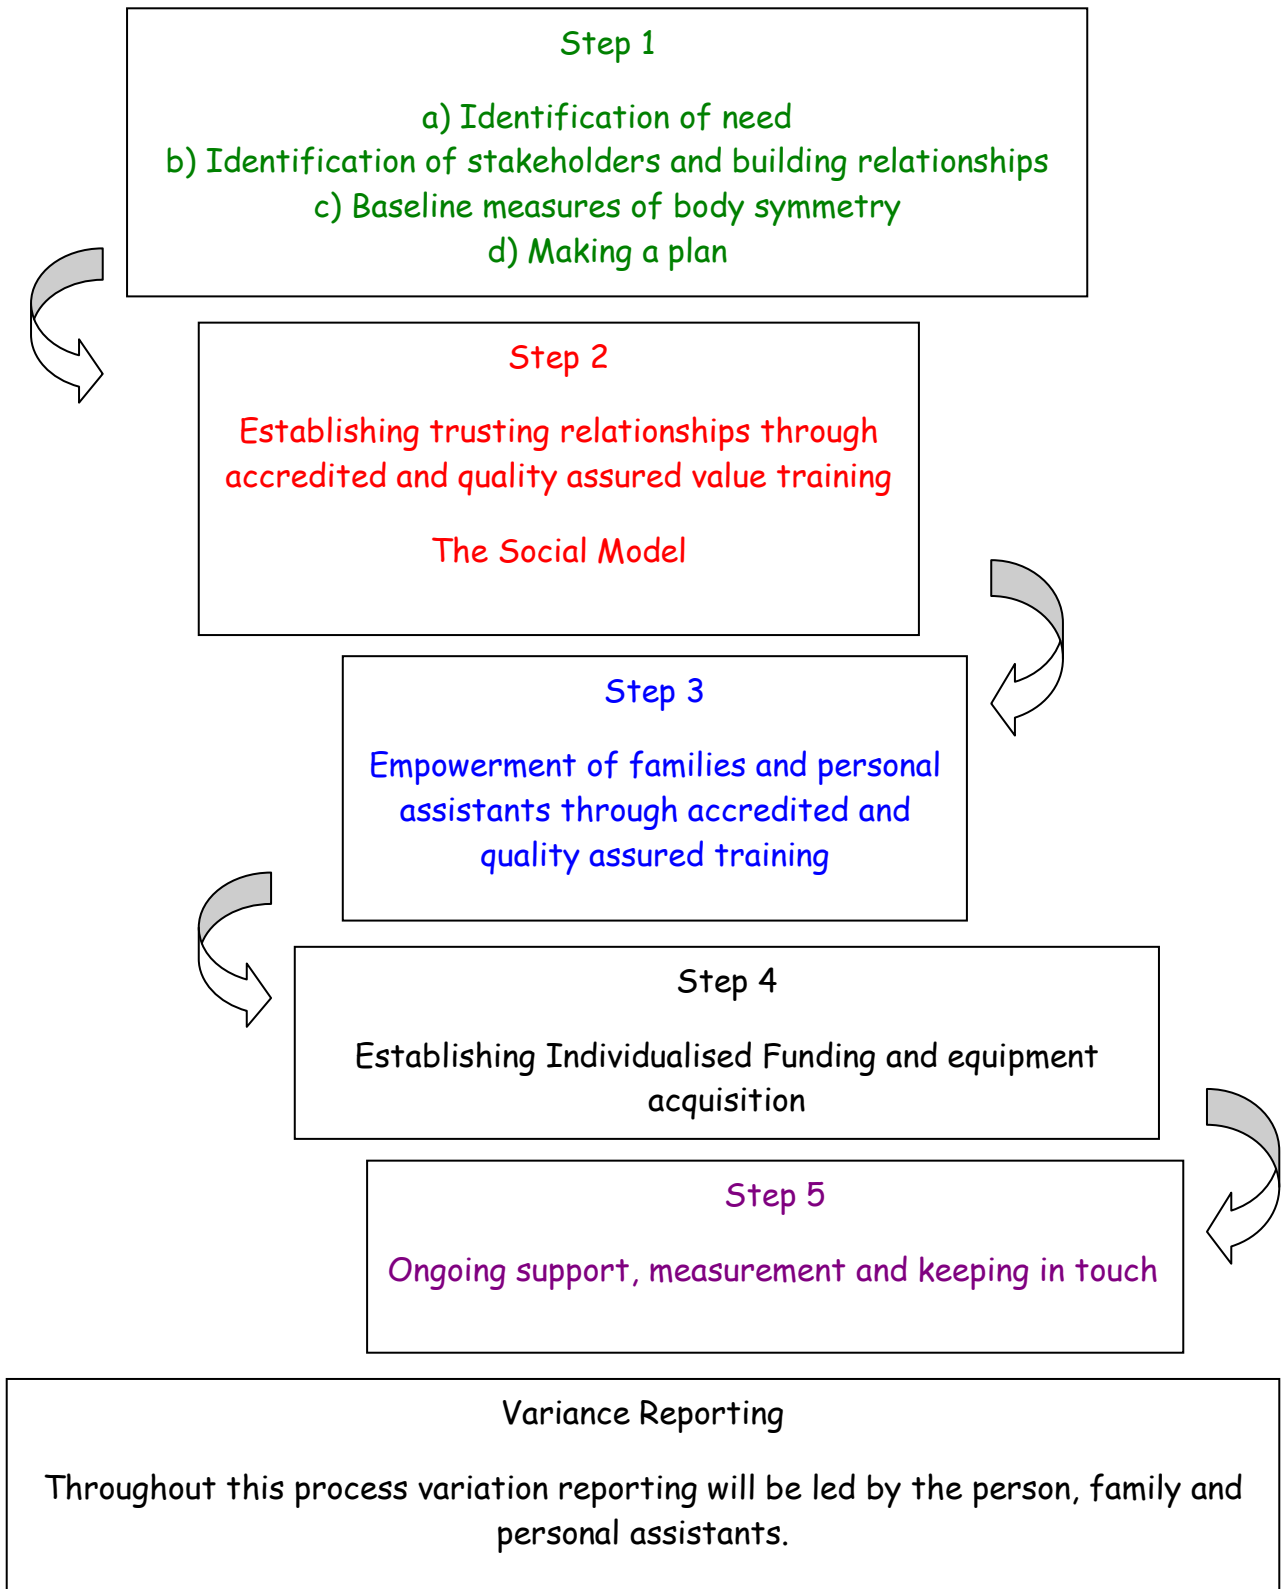 Step 1
a) Identification of need
b) Identification of stakeholders and building relationships
c) Baseline measures of body symmetry
d) Making a plan
Step 2
Establishing trusting relationships through
accredited and quality assured value training
The Social Model
Step 3
Empowerment of families and personal
assistants through accredited and
quality assured training
Step 4
Establishing Individualised Funding and equipment
acquisition
Step 5
Ongoing support, measurement and keeping in touch
Variance Reporting
Throughout this process variation reporting will be led by the person, family and
personal assistants.